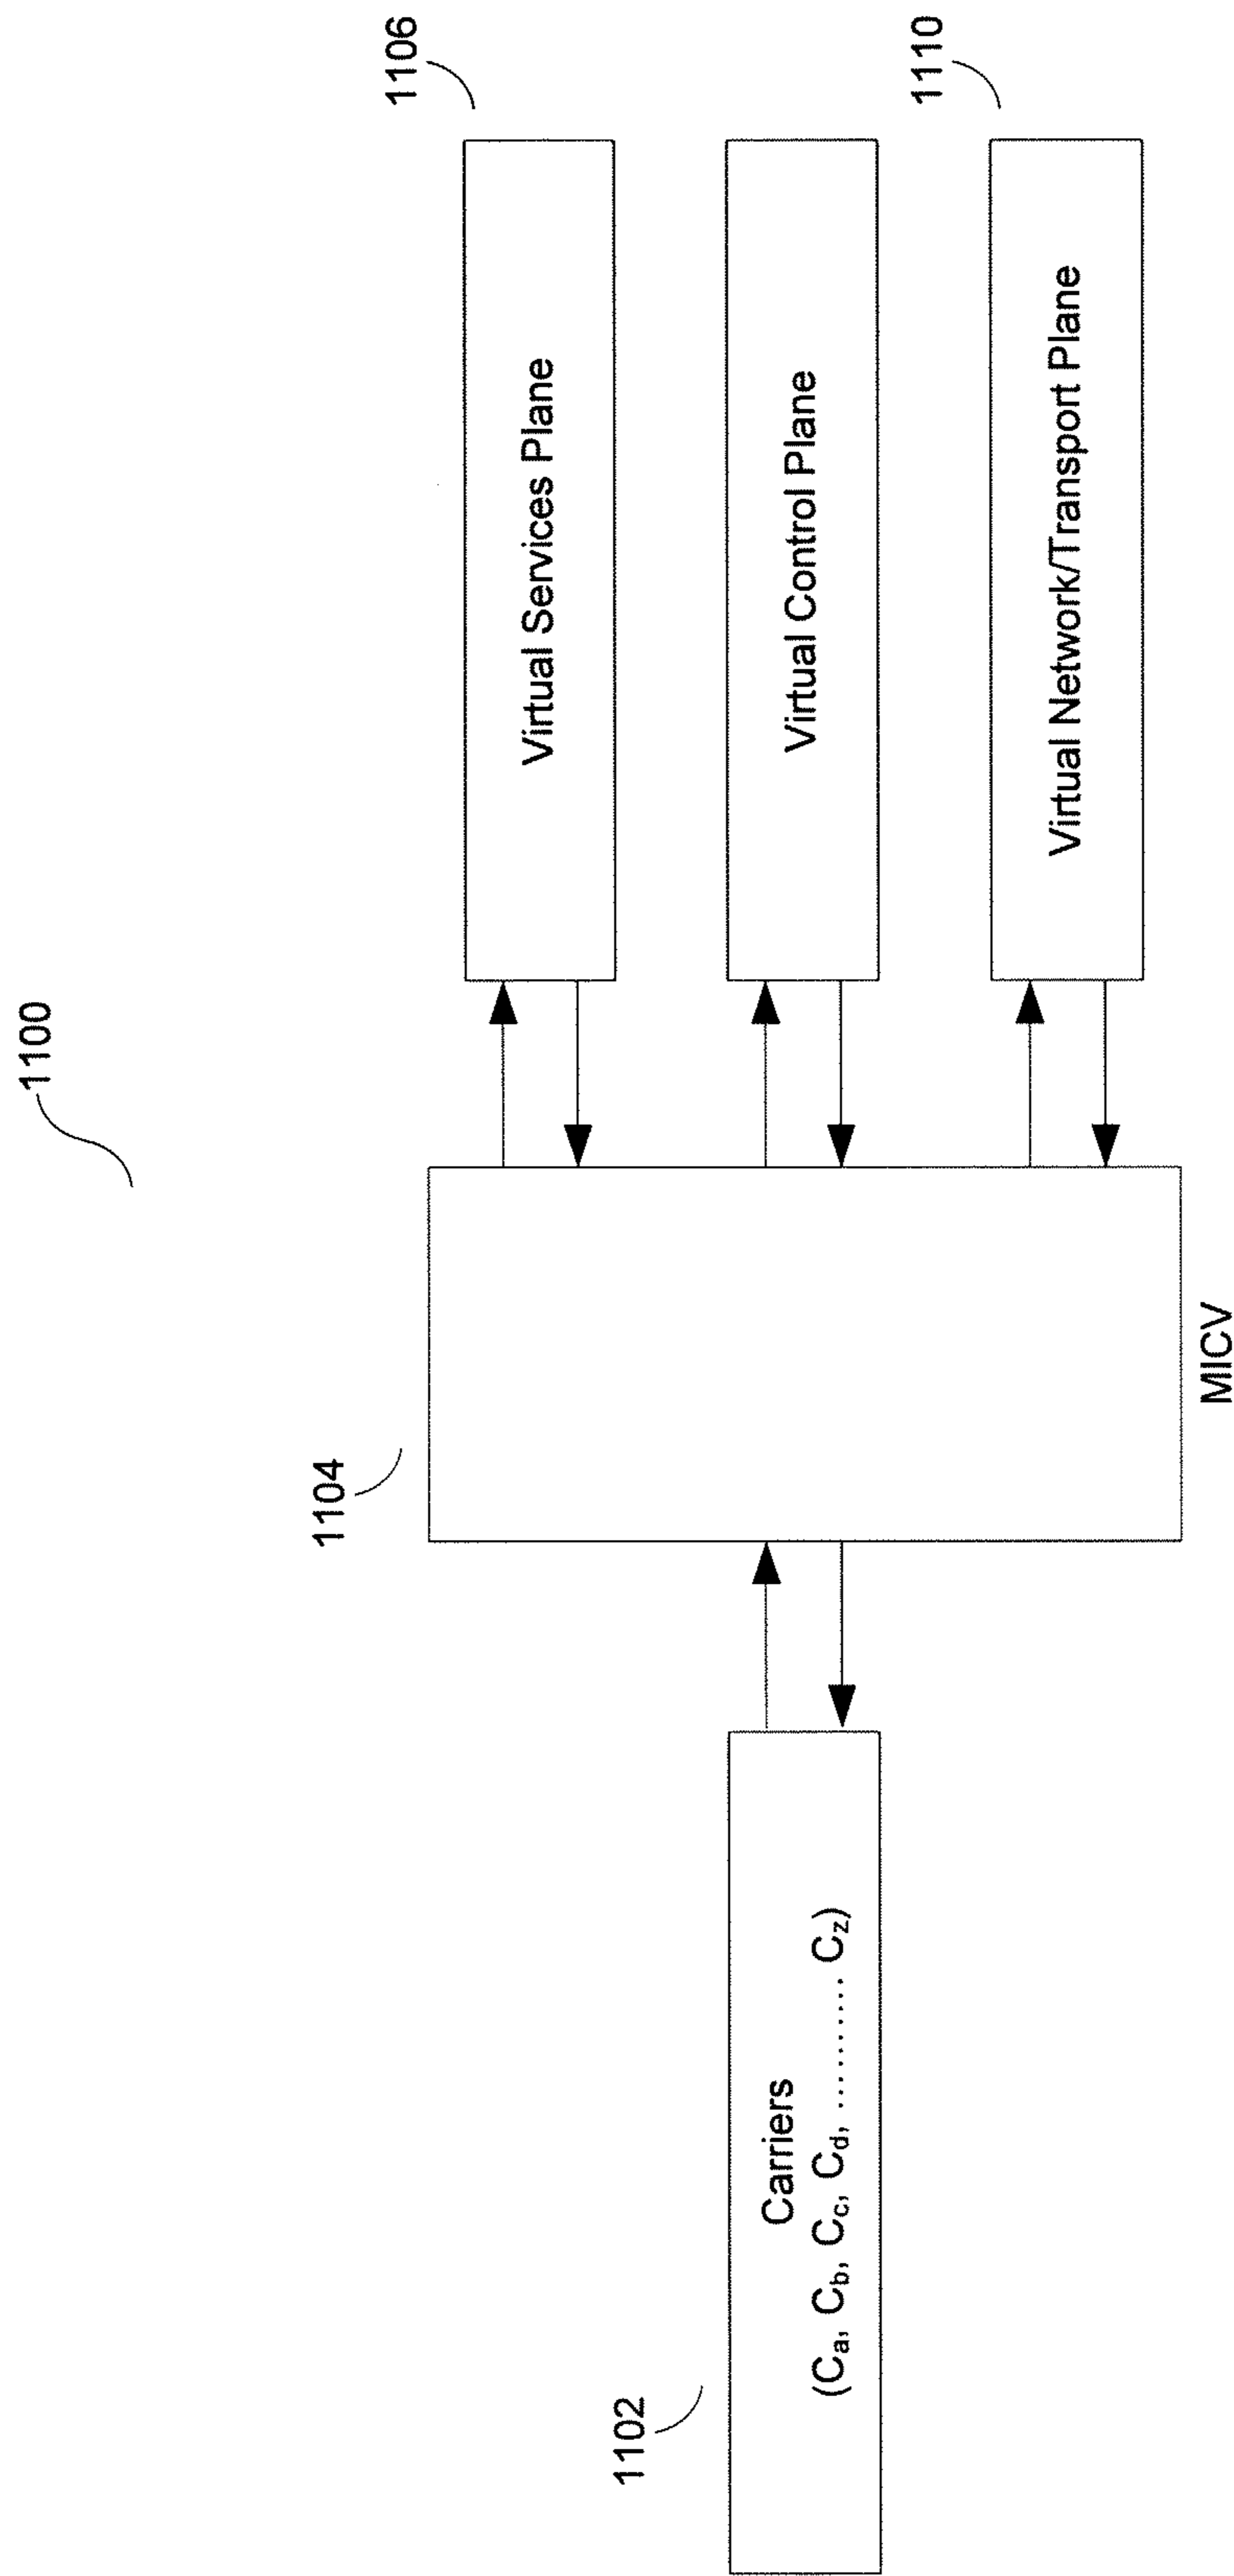 1100
1106
Virtual Services Plane
Virtual Control Plane
1110
Virtual Network/Transport Plane
1104
MICV
1102
Carriers
(Ca, Cb, Cc, Cd, .......... Cz)